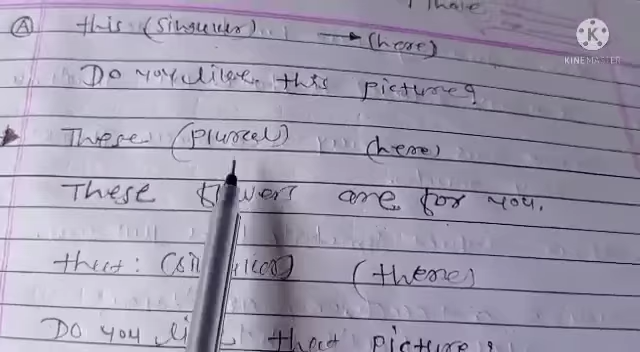 (A) this (Singular) → (here)
K
KINEMASTER
Do you like this picture?
These (Plural) (here)
These flowers are for you.
that: (Singular) (there)
Do you that picture?